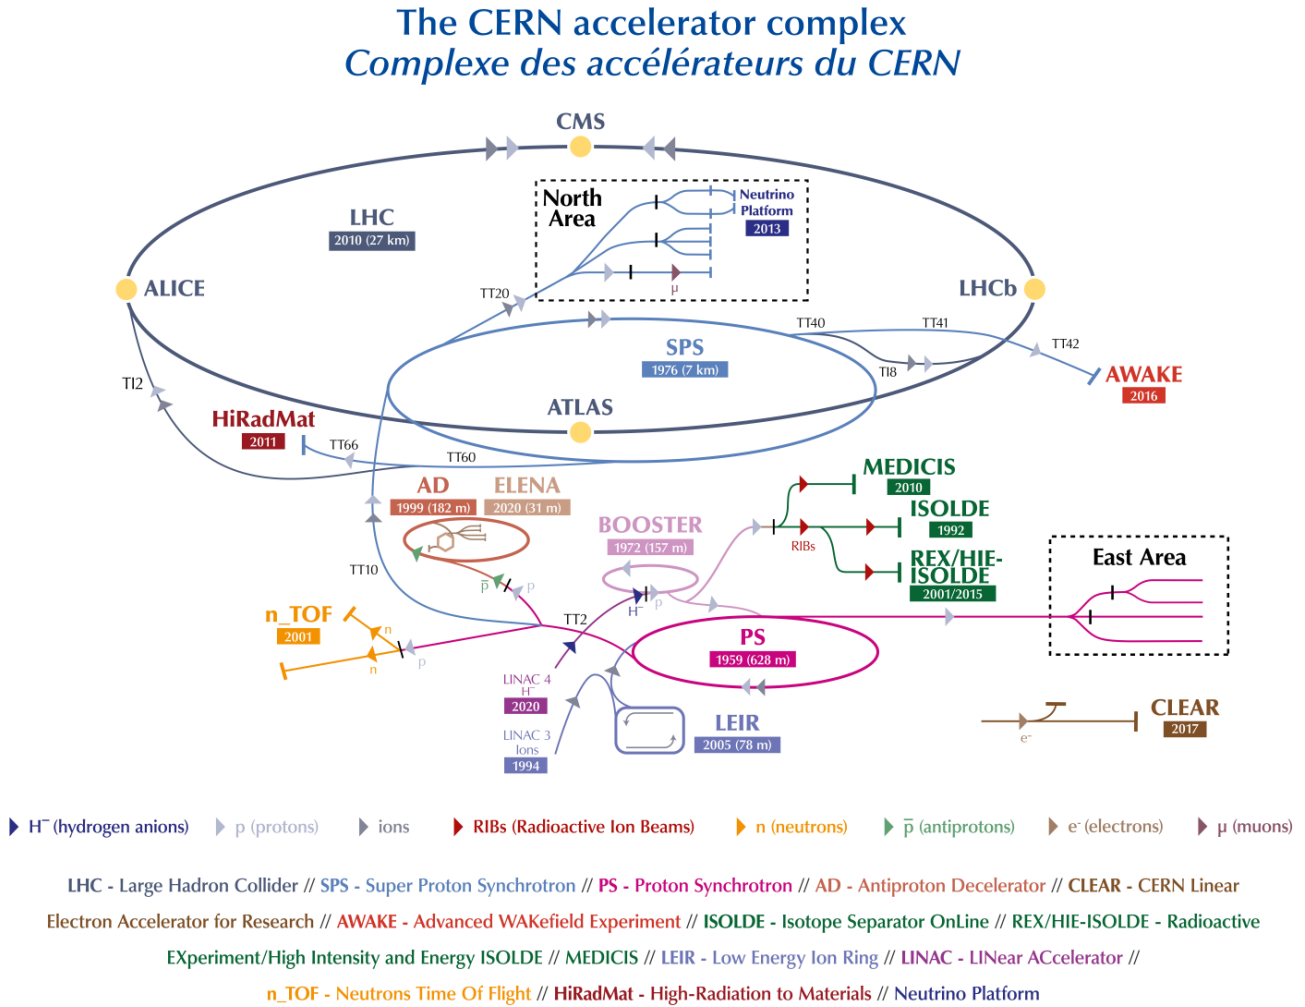 The CERN accelerator complex
Complexe des accélérateurs du CERN
CMS
North
Area
Neutrino
Platform
2013
LHC
2010 (27 km)
μ
ALICE
LHCb
TT20
TT40
TT41
TT42
SPS
1976 (7 km)
TI8
TI2
AWAKE
2016
ATLAS
HiRadMat
2011
TT66
TT60
MEDICIS
2010
AD
1999 (182 m)
ELENA
2020 (31 m)
ISOLDE
1992
BOOSTER
1972 (157 m)
RIBs
REX/HIE-
ISOLDE
2001/2015
East Area
TT10
p̅
p
H⁻
p
n_TOF
2001
n
n
p
TT2
PS
1959 (628 m)
LINAC 4
H⁻
2020
LEIR
2005 (78 m)
LINAC 3
Ions
1994
CLEAR
2017
e⁻
H⁻ (hydrogen anions)
p (protons)
ions
RIBs (Radioactive Ion Beams)
n (neutrons)
p̅ (antiprotons)
e⁻ (electrons)
μ (muons)
LHC - Large Hadron Collider // SPS - Super Proton Synchrotron // PS - Proton Synchrotron // AD - Antiproton Decelerator // CLEAR - CERN Linear
Electron Accelerator for Research // AWAKE - Advanced WAKefield Experiment // ISOLDE - Isotope Separator OnLine // REX/HIE-ISOLDE - Radioactive
EXperiment/High Intensity and Energy ISOLDE // MEDICIS // LEIR - Low Energy Ion Ring // LINAC - LINear ACcelerator //
n_TOF - Neutrons Time Of Flight // HiRadMat - High-Radiation to Materials // Neutrino Platform